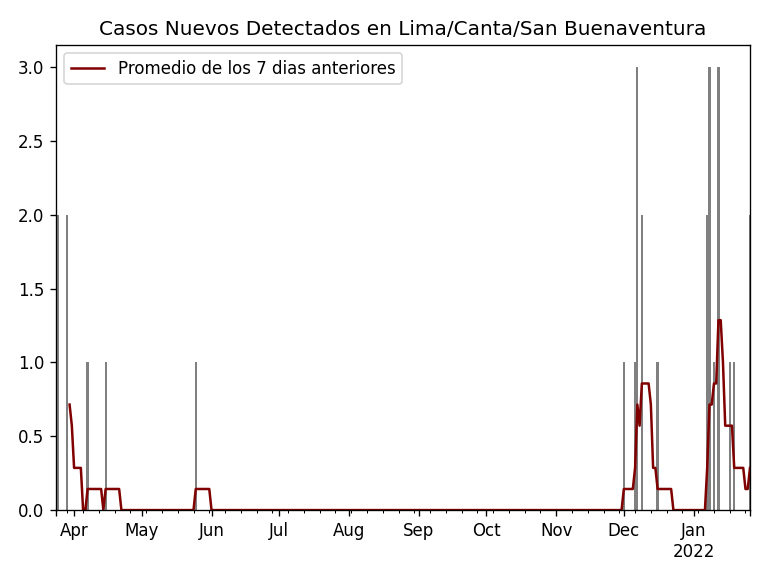 Casos Nuevos Detectados en Lima/Canta/San Buenaventura
Promedio de los 7 dias anteriores
3.0
2.5
2.0
1.5
1.0
0.5
0.0
Apr May Jun Jul Aug Sep Oct Nov Dec Jan
2022